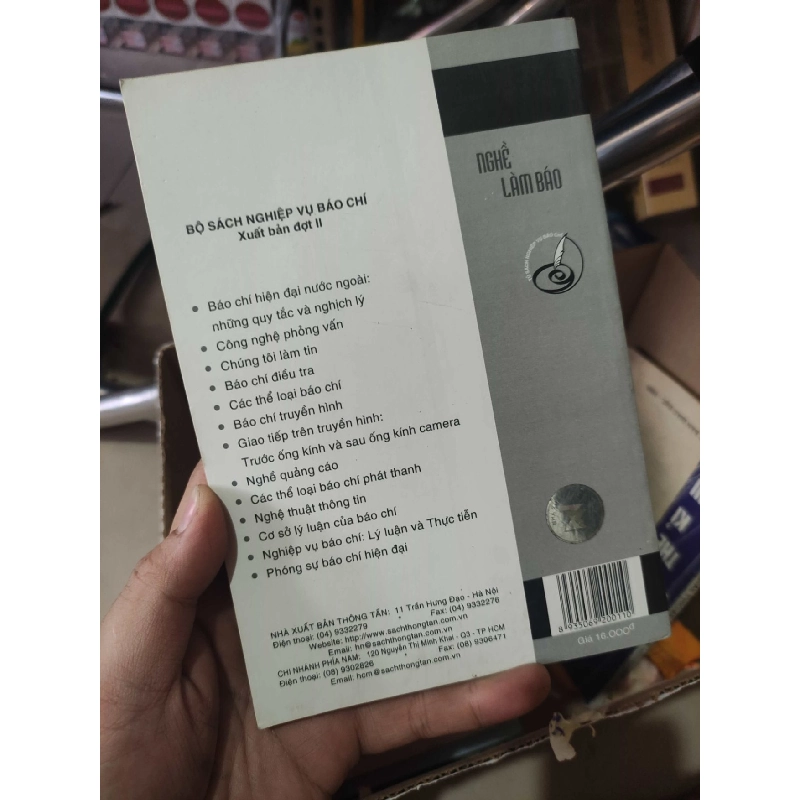 BỘ SÁCH NGHIỆP VỤ BÁO CHÍ
Xuất bản đợt II
• Báo chí hiện đại nước ngoài:
những quy tắc và nghịch lý
• Công nghệ phỏng vấn
• Chúng tôi làm tin
• Báo chí điều tra
• Các thể loại báo chí
• Báo chí truyền hình
• Giao tiếp trên truyền hình:
Trước ống kính và sau ống kính camera
• Nghề quảng cáo
• Các thể loại báo chí phát thanh
• Nghệ thuật thông tin
• Cơ sở lý luận của báo chí
• Nghiệp vụ báo chí: Lý luận và Thực tiễn
• Phóng sự báo chí hiện đại
NHÀ XUẤT BẢN THÔNG TẤN: 11 Trần Hưng Đạo - Hà Nội
Điện thoại: (04) 9332279 Fax: (04) 9332276
Website: http://www.sachthongtan.com.vn
Email: hn@sachthongtan.com.vn
CHI NHÁNH PHÍA NAM: 120 Nguyễn Thị Minh Khai - Q3 - TP HCM
Điện thoại: (08) 9302826 Fax: (08) 9306471
Email: hcm@sachthongtan.com.vn
NGHỀ
LÀM BÁO
BỘ SÁCH NGHIỆP VỤ BÁO CHÍ
8935069200110
Giá 16.000đ